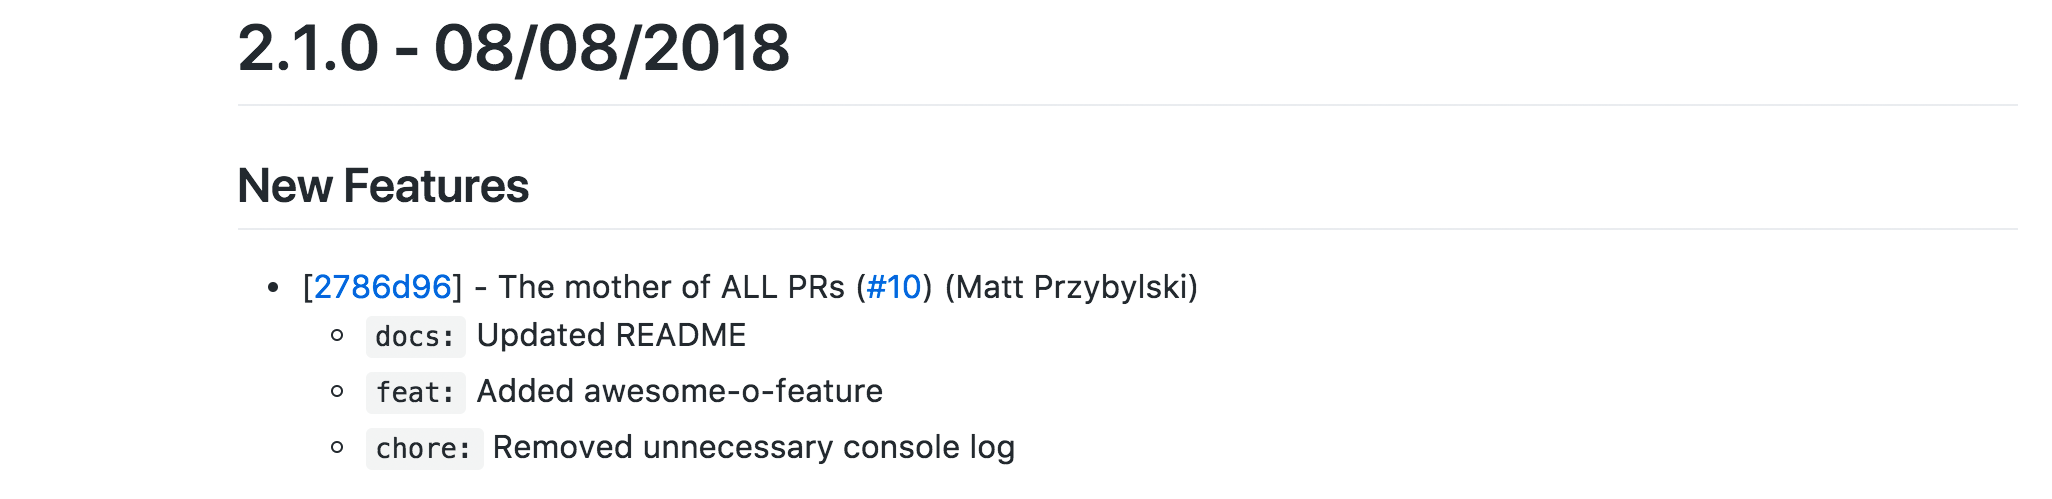 2.1.0 - 08/08/2018
New Features
[2786d96] - The mother of ALL PRs (#10) (Matt Przybylski)
docs: Updated README
feat: Added awesome-o-feature
chore: Removed unnecessary console log